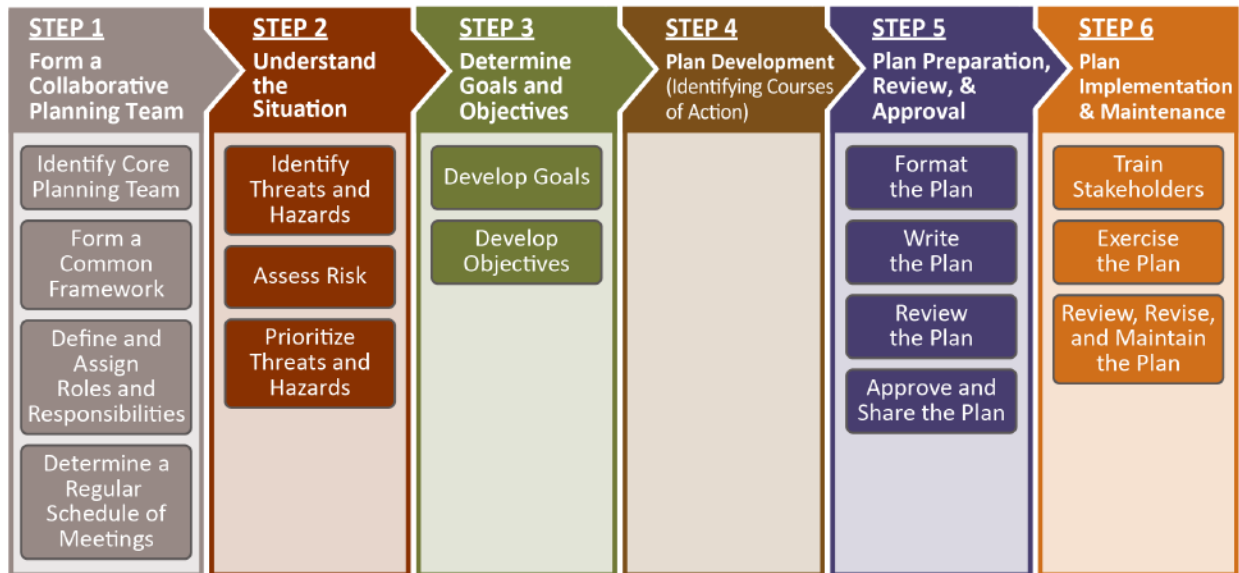 STEP 1
Form a
Collaborative
Planning Team
Identify Core
Planning Team
Form a
Common
Framework
Define and
Assign
Roles and
Responsibilities
Determine a
Regular
Schedule of
Meetings
STEP 2
Understand
the
Situation
Identify
Threats and
Hazards
Assess Risk
Prioritize
Threats and
Hazards
STEP 3
Determine
Goals and
Objectives
Develop Goals
Develop
Objectives
STEP 4
Plan Development
(Identifying Courses
of Action)
STEP 5
Plan Preparation,
Review, &
Approval
Format
the Plan
Write
the Plan
Review
the Plan
Approve and
Share the Plan
STEP 6
Plan
Implementation
& Maintenance
Train
Stakeholders
Exercise
the Plan
Review, Revise,
and Maintain
the Plan